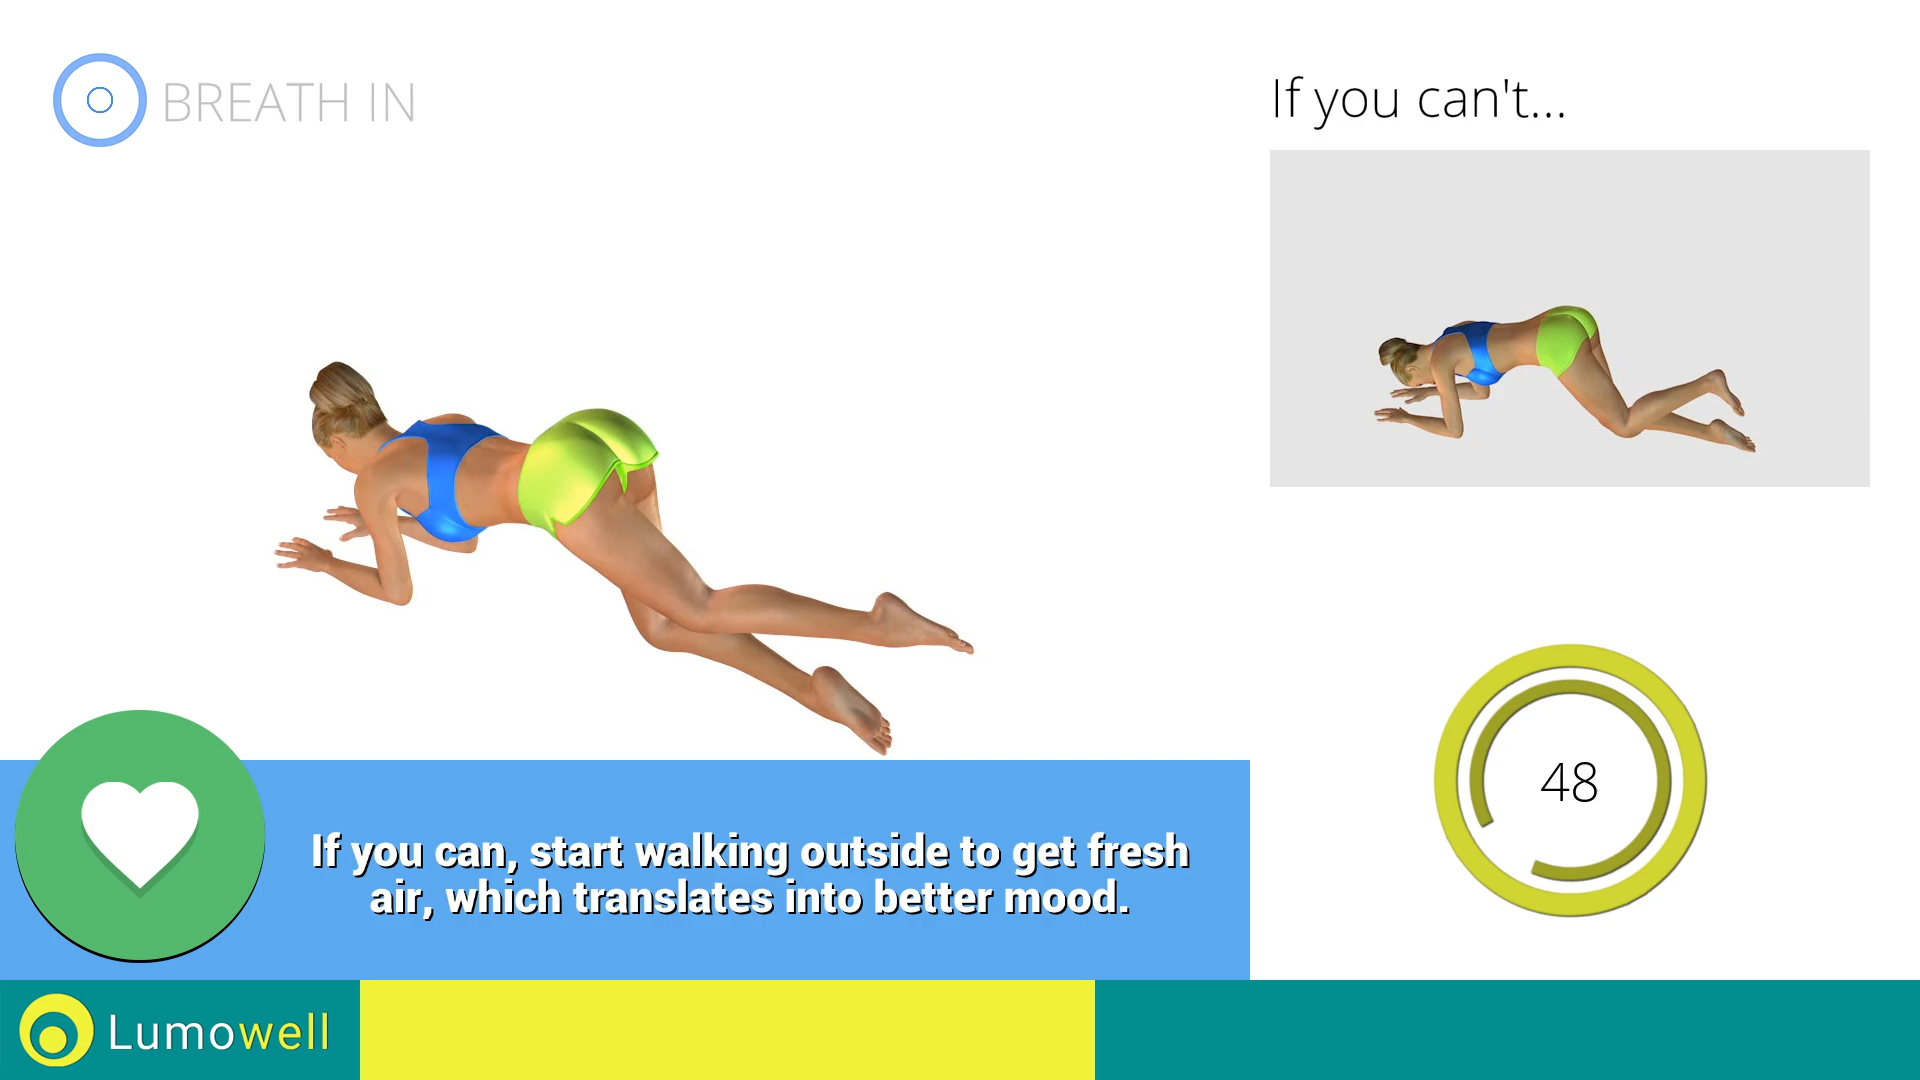 BREATH IN
If you can't...
48
If you can, start walking outside to get fresh
air, which translates into better mood.
Lumowell